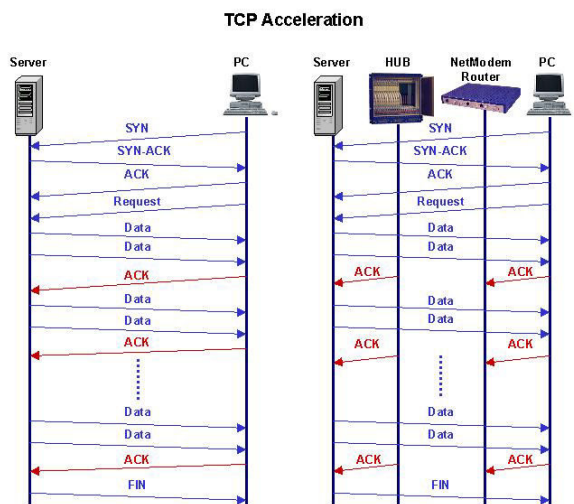 TCP Acceleration
Server
PC
SYN
SYN-ACK
ACK
Request
Data
Data
ACK
Data
Data
ACK
Data
Data
ACK
FIN
Server
HUB
NetModem
Router
PC
SYN
SYN-ACK
ACK
Request
Data
Data
ACK
ACK
Data
Data
ACK
ACK
Data
Data
ACK
ACK
FIN